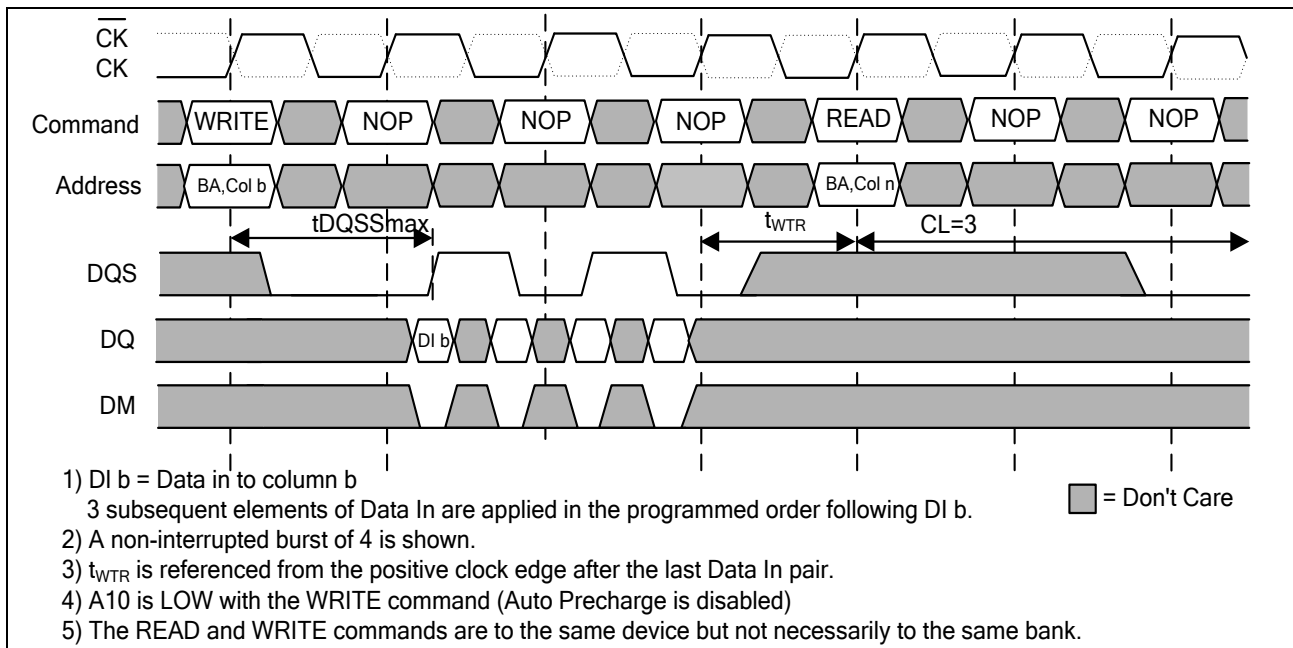 CK
CK
Command WRITE NOP NOP NOP READ NOP NOP
Address BA,Col b BA,Col n
tDQSSmax tWTR CL=3
DQS
DQ DI b
DM
1) DI b = Data in to column b
3 subsequent elements of Data In are applied in the programmed order following DI b.
= Don't Care
2) A non-interrupted burst of 4 is shown.
3) tWTR is referenced from the positive clock edge after the last Data In pair.
4) A10 is LOW with the WRITE command (Auto Precharge is disabled)
5) The READ and WRITE commands are to the same device but not necessarily to the same bank.